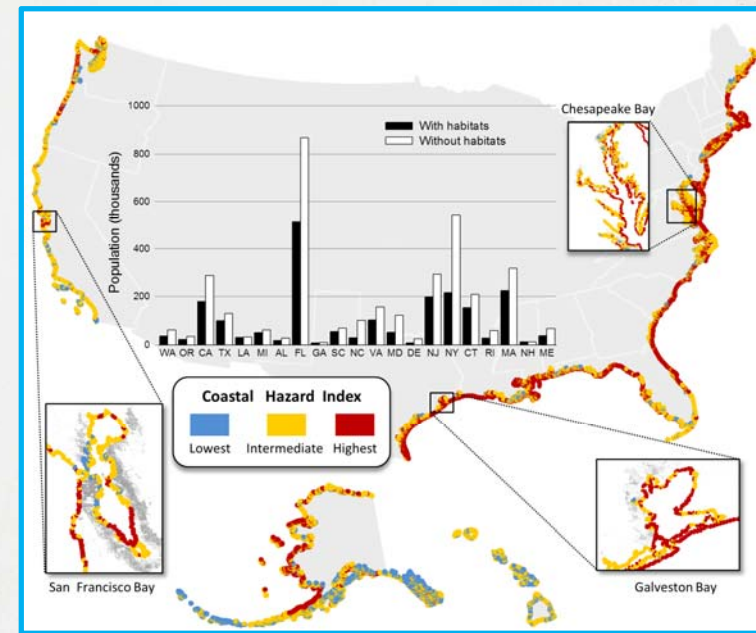 Chesapeake Bay
1000
800
600
400
200
0
Population (thousands)
With habitats
Without habitats
WA OR CA TX LA MI AL FL GA SC NC VA MD DE NJ NY CT RI MA NH ME
Coastal Hazard Index
Lowest Intermediate Highest
San Francisco Bay
Galveston Bay